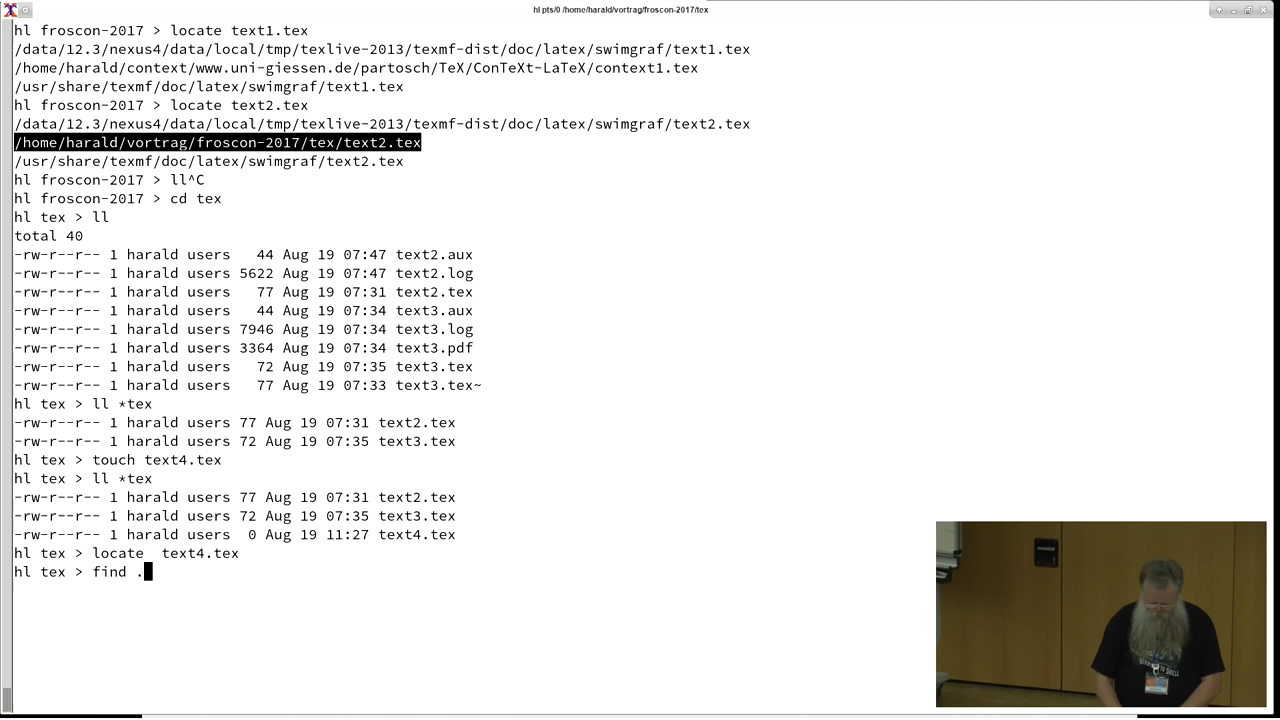 hl pts/0 /home/harald/vortrag/froscon-2017/tex
hl froscon-2017 > locate text1.tex
/data/12.3/nexus4/data/local/tmp/texlive-2013/texmf-dist/doc/latex/swimgraf/text1.tex
/home/harald/context/www.uni-giessen.de/partosch/TeX/ConTeXt-LaTeX/context1.tex
/usr/share/texmf/doc/latex/swimgraf/text1.tex
hl froscon-2017 > locate text2.tex
/data/12.3/nexus4/data/local/tmp/texlive-2013/texmf-dist/doc/latex/swimgraf/text2.tex
/home/harald/vortrag/froscon-2017/tex/text2.tex
/usr/share/texmf/doc/latex/swimgraf/text2.tex
hl froscon-2017 > ll^C
hl froscon-2017 > cd tex
hl tex > ll
total 40
-rw-r--r-- 1 harald users   44 Aug 19 07:47 text2.aux
-rw-r--r-- 1 harald users 5622 Aug 19 07:47 text2.log
-rw-r--r-- 1 harald users   77 Aug 19 07:31 text2.tex
-rw-r--r-- 1 harald users   44 Aug 19 07:34 text3.aux
-rw-r--r-- 1 harald users 7946 Aug 19 07:34 text3.log
-rw-r--r-- 1 harald users 3364 Aug 19 07:34 text3.pdf
-rw-r--r-- 1 harald users   72 Aug 19 07:35 text3.tex
-rw-r--r-- 1 harald users   77 Aug 19 07:33 text3.tex~
hl tex > ll *tex
-rw-r--r-- 1 harald users 77 Aug 19 07:31 text2.tex
-rw-r--r-- 1 harald users 72 Aug 19 07:35 text3.tex
hl tex > touch text4.tex
hl tex > ll *tex
-rw-r--r-- 1 harald users 77 Aug 19 07:31 text2.tex
-rw-r--r-- 1 harald users 72 Aug 19 07:35 text3.tex
-rw-r--r-- 1 harald users  0 Aug 19 11:27 text4.tex
hl tex > locate  text4.tex
hl tex > find .